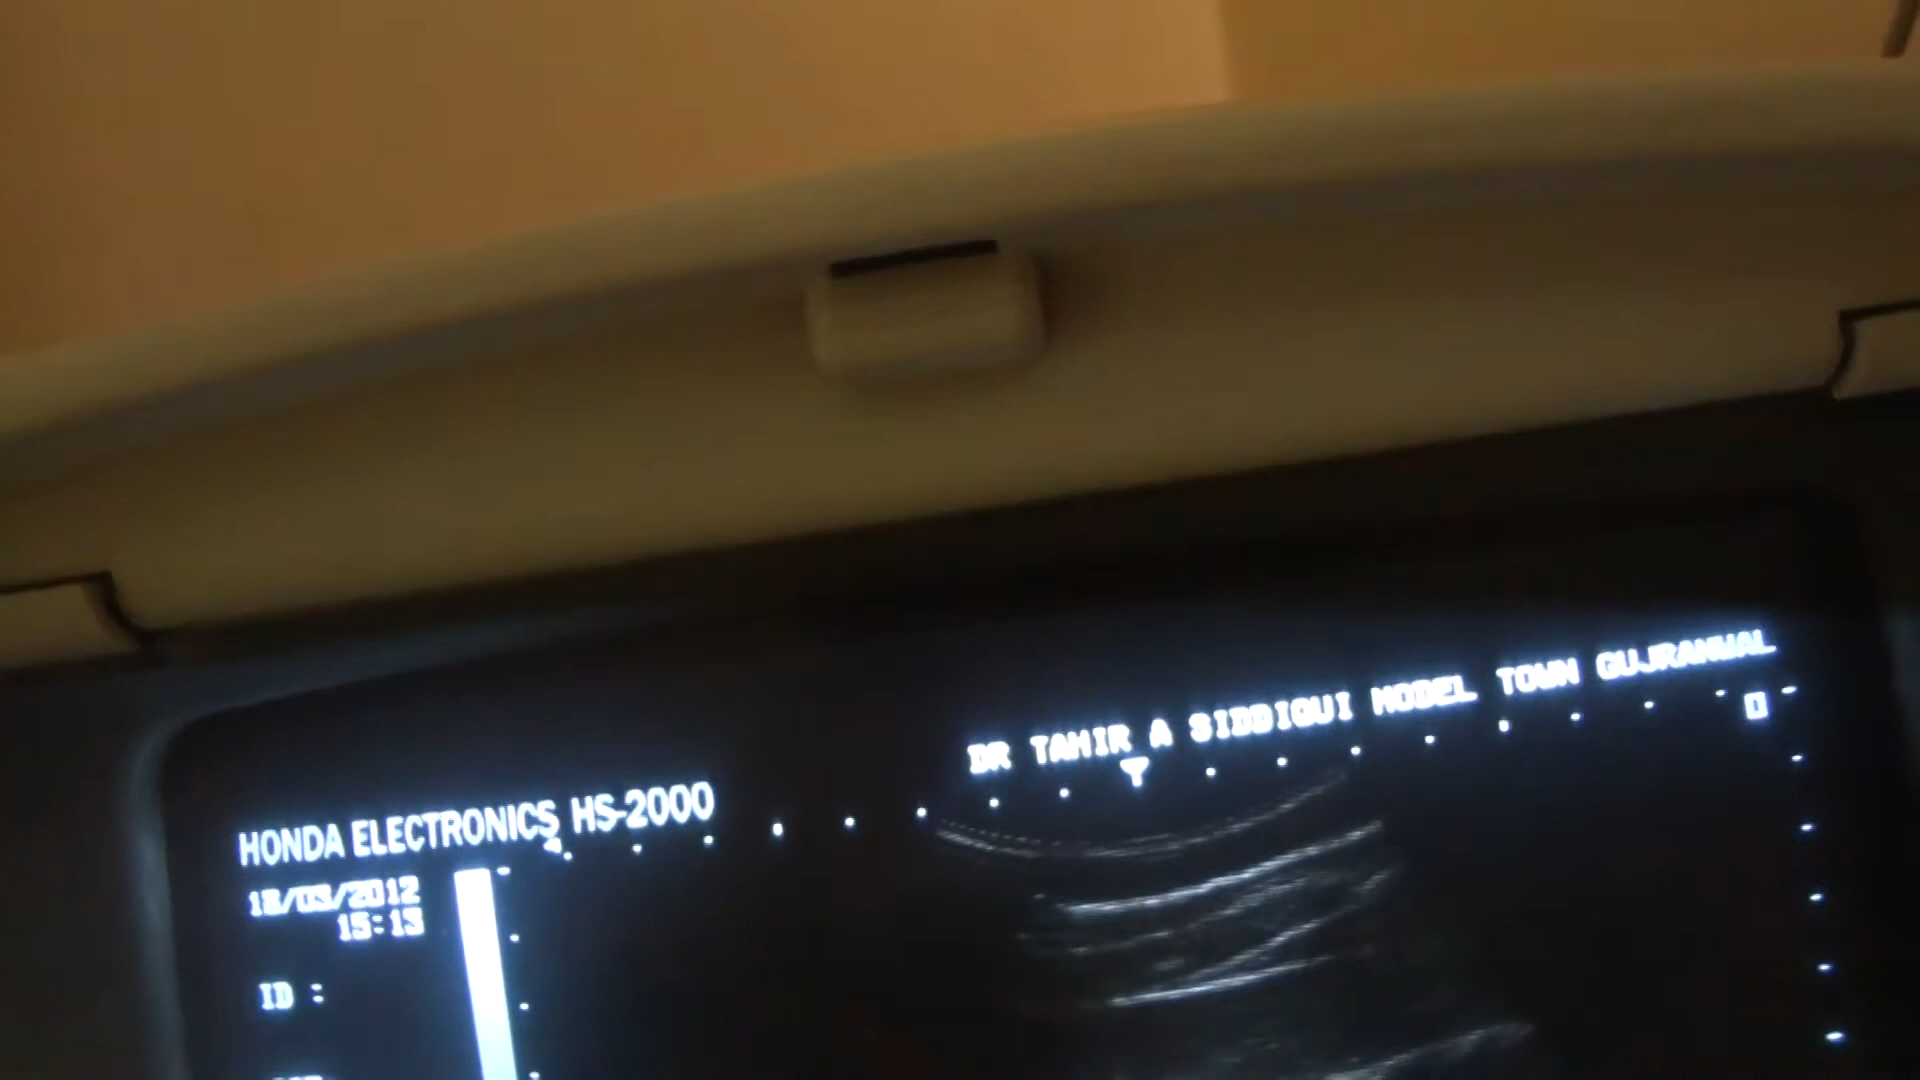 DR TAHIR A SIDDIQUI MODEL TOWN GUJRANWAL
HONDA ELECTRONICS HS-2000
18/03/2012
15:13
ID :